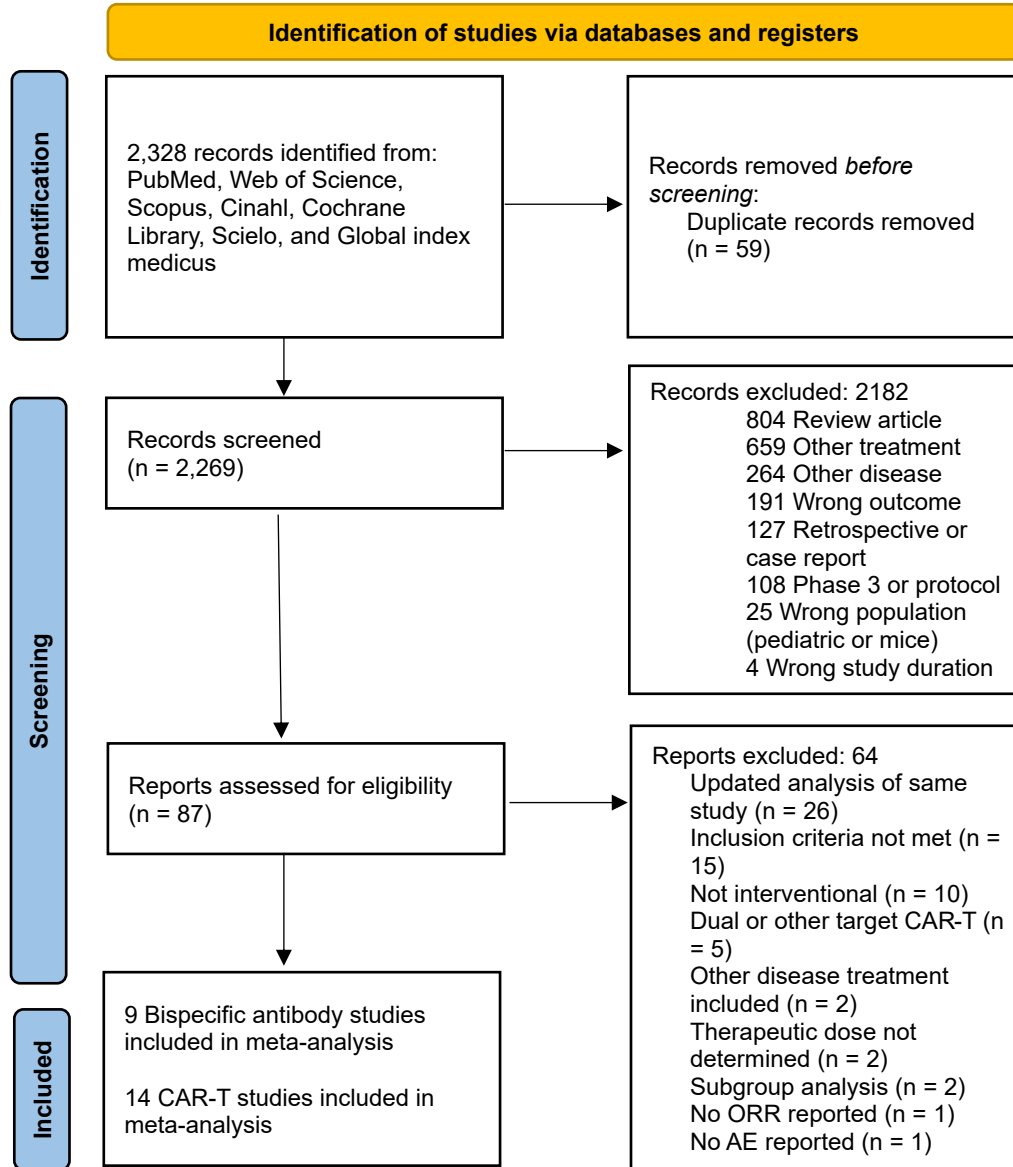 Identification of studies via databases and registers
Identification
2,328 records identified from:
PubMed, Web of Science,
Scopus, Cinahl, Cochrane
Library, Scielo, and Global index
medicus
Records removed before
screening:
Duplicate records removed
(n = 59)
Screening
Records screened
(n = 2,269)
Records excluded: 2182
804 Review article
659 Other treatment
264 Other disease
191 Wrong outcome
127 Retrospective or
case report
108 Phase 3 or protocol
25 Wrong population
(pediatric or mice)
4 Wrong study duration
Reports assessed for eligibility
(n = 87)
Reports excluded: 64
Updated analysis of same
study (n = 26)
Inclusion criteria not met (n =
15)
Not interventional (n = 10)
Dual or other target CAR-T (n
= 5)
Other disease treatment
included (n = 2)
Therapeutic dose not
determined (n = 2)
Subgroup analysis (n = 2)
No ORR reported (n = 1)
No AE reported (n = 1)
Included
9 Bispecific antibody studies
included in meta-analysis
14 CAR-T studies included in
meta-analysis